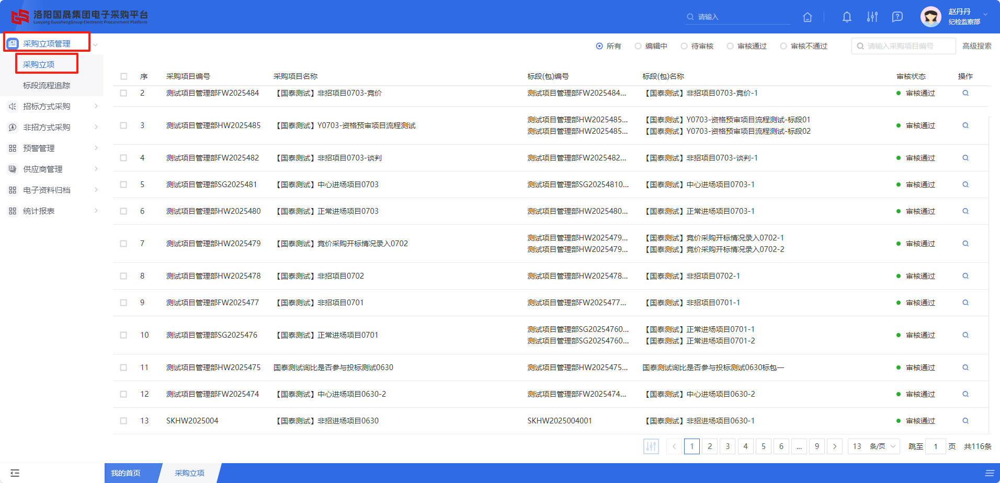 洛阳国晟集团电子采购平台
Luoyang GuoshengGroup Electronic Procurement Platform
请输入
赵丹丹
纪检监察部
采购立项管理
采购立项
标段流程追踪
招标方式采购
非招方式采购
预警管理
供应商管理
电子资料归档
统计报表
所有 编辑中 待审核 审核通过 审核不通过 请输入采购项目编号 高级搜索
序 采购项目编号 采购项目名称 标段(包)编号 标段(包)名称 审核状态 操作
2 测试项目管理部FW2025484 【国泰测试】非招项目0703-竞价 测试项目管理部FW2025484... 【国泰测试】非招项目0703-竞价-1 审核通过
3 测试项目管理部HW2025485 【国泰测试】Y0703-资格预审项目流程测试 测试项目管理部HW2025485... 【国泰测试】Y0703-资格预审项目流程测试-标段01 审核通过
测试项目管理部HW2025485... 【国泰测试】Y0703-资格预审项目流程测试-标段02
4 测试项目管理部FW2025482 【国泰测试】非招项目0703-谈判 测试项目管理部FW2025482... 【国泰测试】非招项目0703-谈判-1 审核通过
5 测试项目管理部SG2025481 【国泰测试】中心进场项目0703 测试项目管理部SG20254810... 【国泰测试】中心进场项目0703-1 审核通过
6 测试项目管理部HW2025480 【国泰测试】正常进场项目0703 测试项目管理部HW2025480... 【国泰测试】正常进场项目0703-1 审核通过
7 测试项目管理部HW2025479 【国泰测试】竞价采购开标情况录入0702 测试项目管理部HW2025479... 【国泰测试】竞价采购开标情况录入0702-1 审核通过
测试项目管理部HW2025479... 【国泰测试】竞价采购开标情况录入0702-2
8 测试项目管理部HW2025478 【国泰测试】非招项目0702 测试项目管理部HW2025478... 【国泰测试】非招项目0702-1 审核通过
9 测试项目管理部FW2025477 【国泰测试】非招项目0701 测试项目管理部FW2025477... 【国泰测试】非招项目0701-1 审核通过
10 测试项目管理部SG2025476 【国泰测试】正常进场项目0701 测试项目管理部SG20254760... 【国泰测试】正常进场项目0701-1 审核通过
测试项目管理部SG20254760... 【国泰测试】正常进场项目0701-2
11 测试项目管理部HW2025475 国泰测试询比是否参与投标测试0630 测试项目管理部HW2025475... 国泰测试询比是否参与投标测试0630标包一 审核通过
12 测试项目管理部FW2025474 【国泰测试】中心进场项目0630-2 测试项目管理部FW2025474... 【国泰测试】中心进场项目0630-2 审核通过
13 SKHW2025004 【国泰测试】非招进场项目0630 SKHW2025004001 【国泰测试】非招进场项目0630-1 审核通过
1 2 3 4 5 6 ... 9 13 条/页 跳至 1 页 共116条
我的首页 采购立项